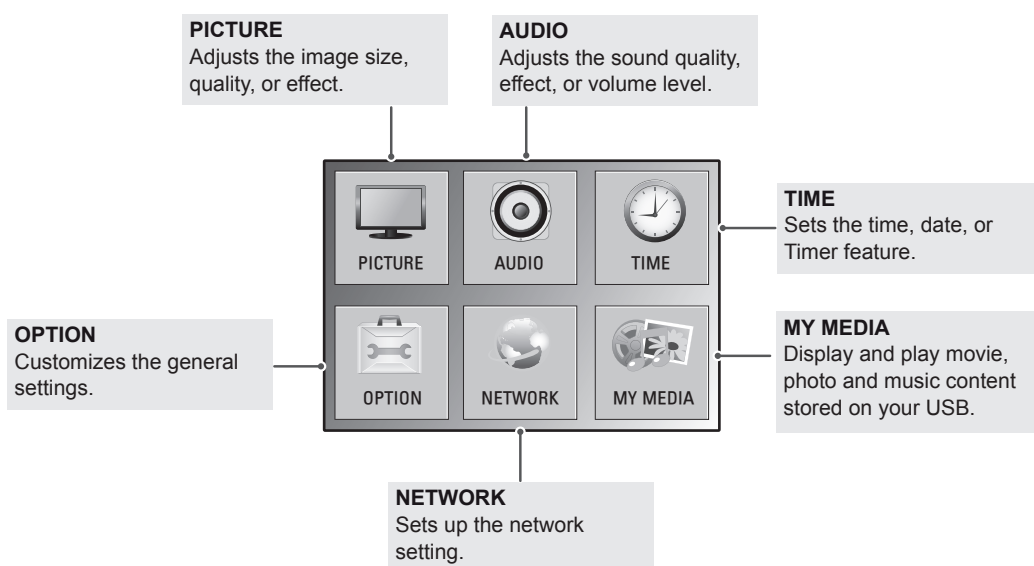 PICTURE
Adjusts the image size,
quality, or effect.
AUDIO
Adjusts the sound quality,
effect, or volume level.
PICTURE
AUDIO
TIME
TIME
Sets the time, date, or
Timer feature.
OPTION
Customizes the general
settings.
OPTION
NETWORK
MY MEDIA
MY MEDIA
Display and play movie,
photo and music content
stored on your USB.
NETWORK
Sets up the network
setting.